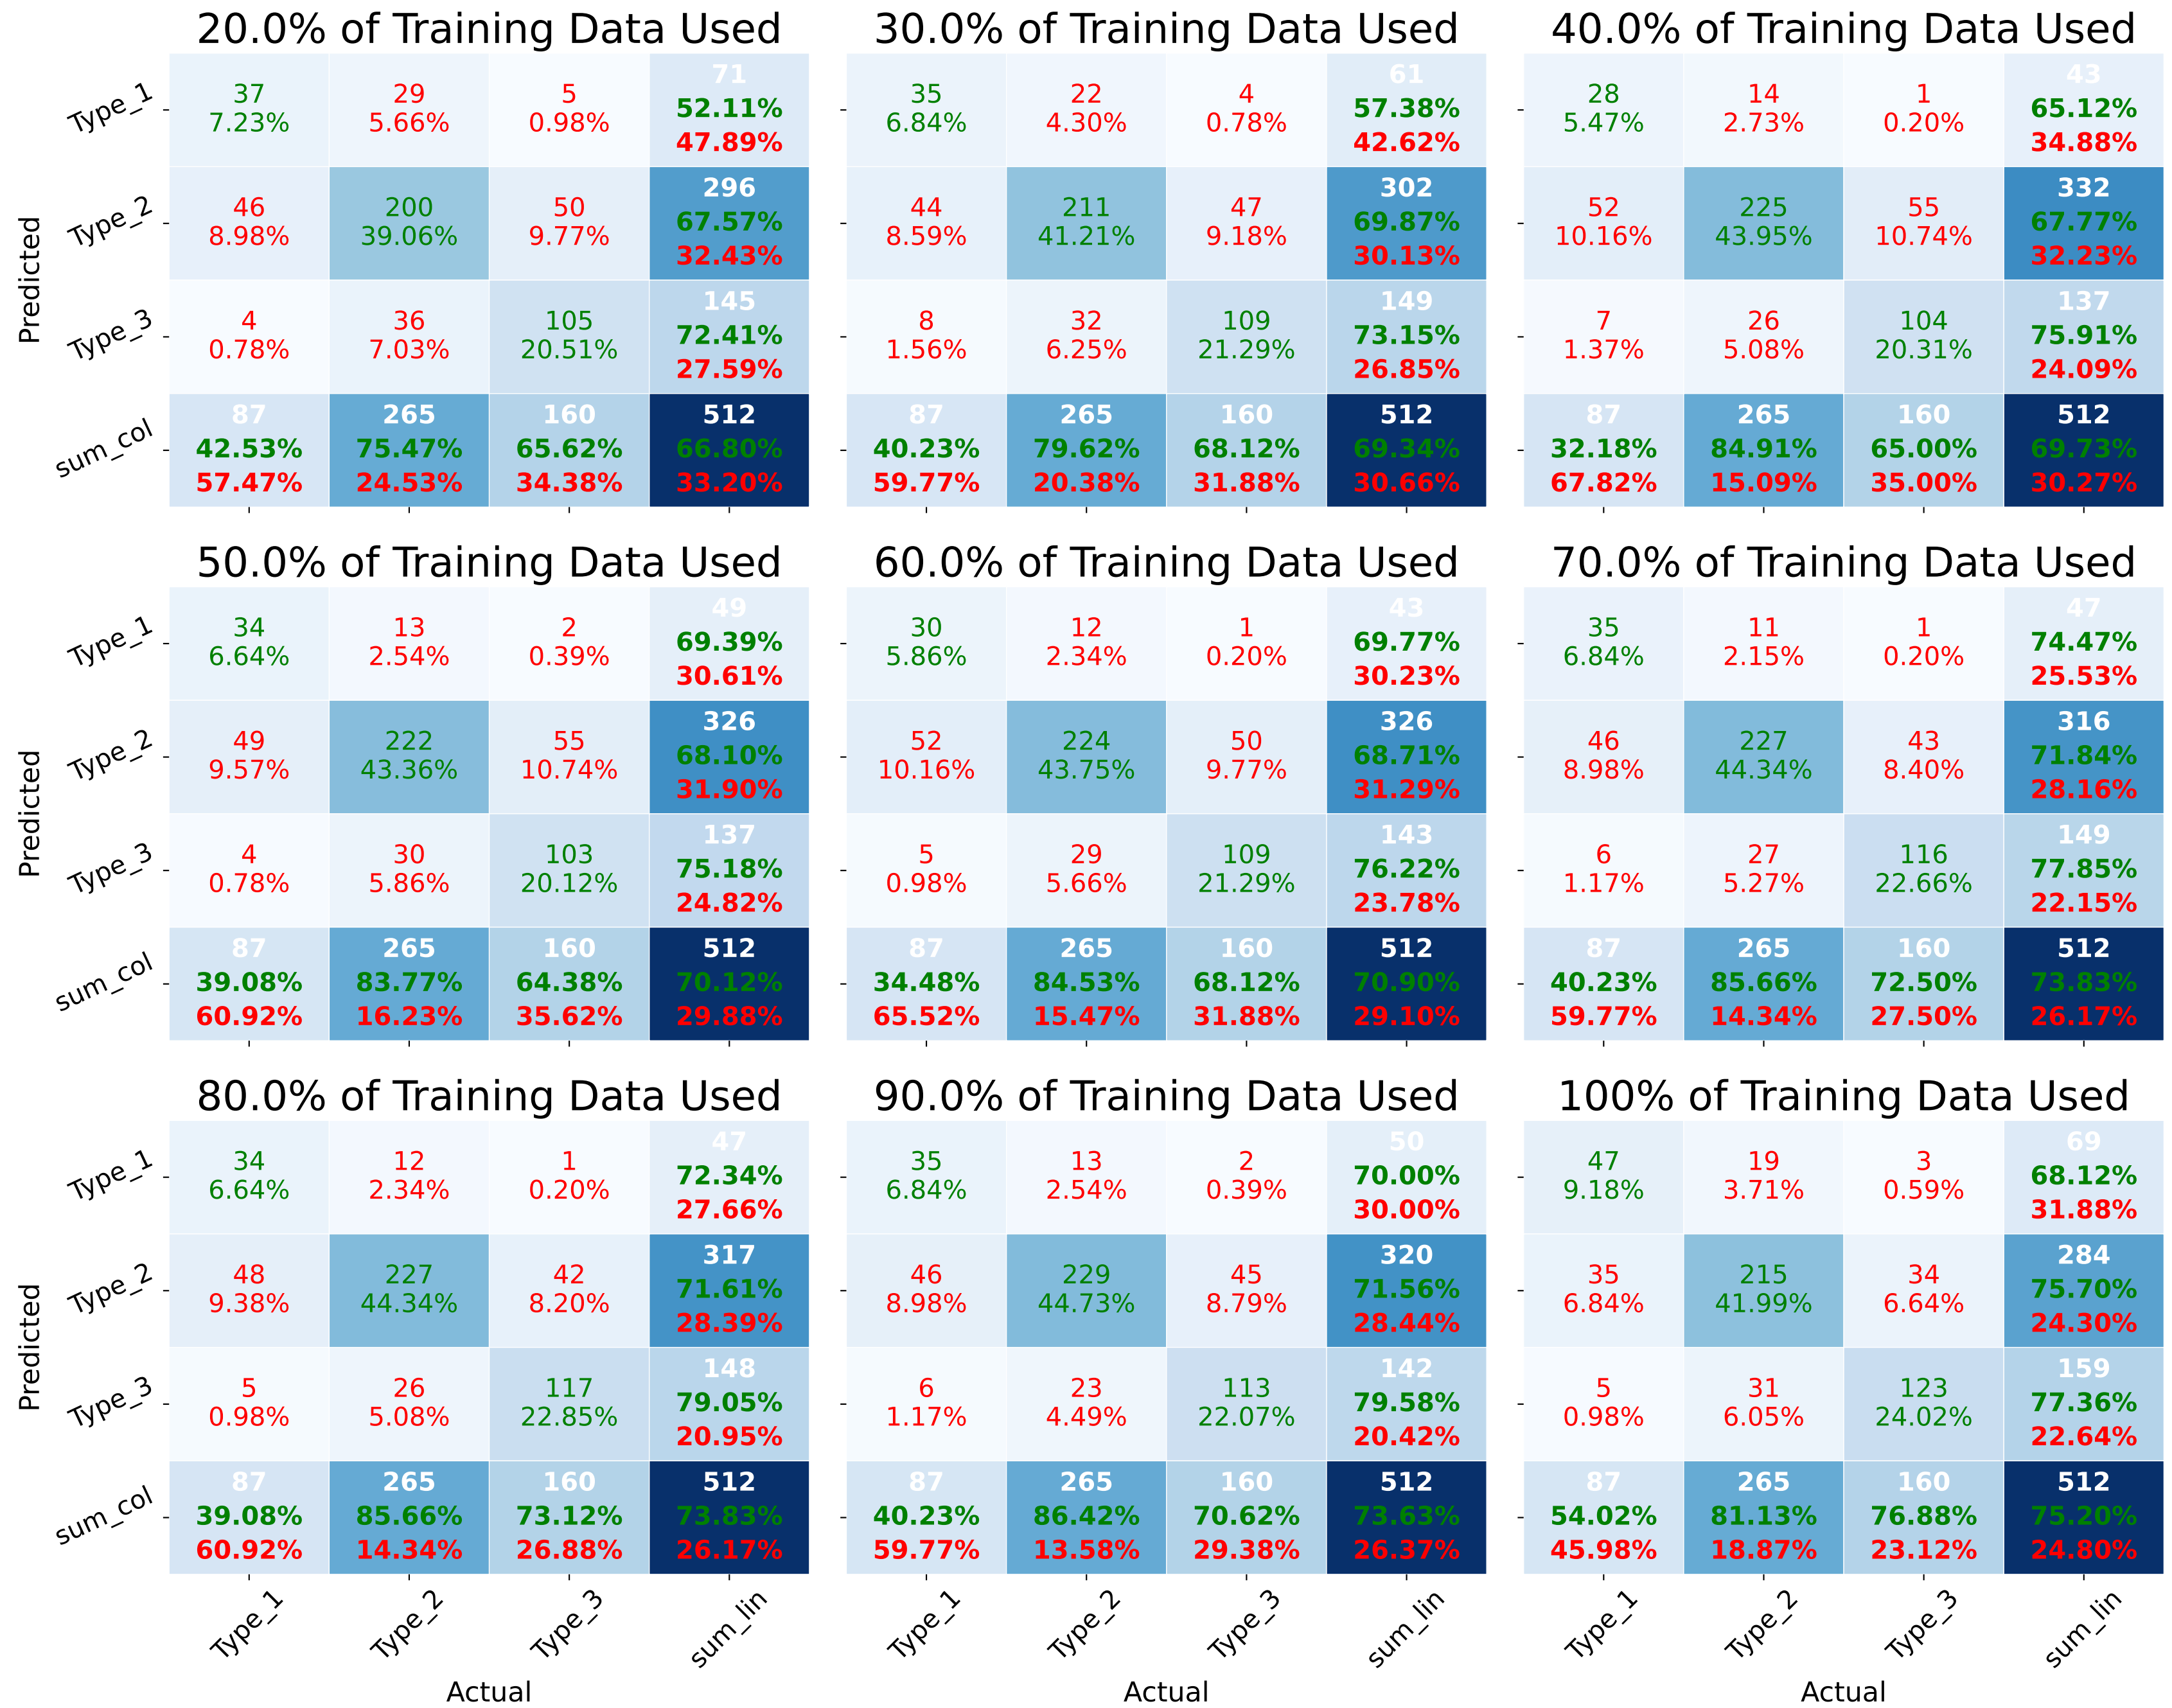 20.0% of Training Data Used
30.0% of Training Data Used
40.0% of Training Data Used
Predicted
Type_1
37 29 5 71
7.23% 5.66% 0.98% 52.11%
47.89%
Type_2
46 200 50 296
8.98% 39.06% 9.77% 67.57%
32.43%
Type_3
4 36 105 145
0.78% 7.03% 20.51% 72.41%
27.59%
sum_col
87 265 160 512
42.53% 75.47% 65.62% 66.80%
57.47% 24.53% 34.38% 33.20%
35 22 4 61
6.84% 4.30% 0.78% 57.38%
42.62%
44 211 47 302
8.59% 41.21% 9.18% 69.87%
30.13%
8 32 109 149
1.56% 6.25% 21.29% 73.15%
26.85%
87 265 160 512
40.23% 79.62% 68.12% 69.34%
59.77% 20.38% 31.88% 30.66%
28 14 1 43
5.47% 2.73% 0.20% 65.12%
34.88%
52 225 55 332
10.16% 43.95% 10.74% 67.77%
32.23%
7 26 104 137
1.37% 5.08% 20.31% 75.91%
24.09%
87 265 160 512
32.18% 84.91% 65.00% 69.73%
67.82% 15.09% 35.00% 30.27%
50.0% of Training Data Used
60.0% of Training Data Used
70.0% of Training Data Used
Predicted
Type_1
34 13 2 49
6.64% 2.54% 0.39% 69.39%
30.61%
Type_2
49 222 55 326
9.57% 43.36% 10.74% 68.10%
31.90%
Type_3
4 30 103 137
0.78% 5.86% 20.12% 75.18%
24.82%
sum_col
87 265 160 512
39.08% 83.77% 64.38% 70.12%
60.92% 16.23% 35.62% 29.88%
30 12 1 43
5.86% 2.34% 0.20% 69.77%
30.23%
52 224 50 326
10.16% 43.75% 9.77% 68.71%
31.29%
5 29 109 143
0.98% 5.66% 21.29% 76.22%
23.78%
87 265 160 512
34.48% 84.53% 68.12% 70.90%
65.52% 15.47% 31.88% 29.10%
35 11 1 47
6.84% 2.15% 0.20% 74.47%
25.53%
46 227 43 316
8.98% 44.34% 8.40% 71.84%
28.16%
6 27 116 149
1.17% 5.27% 22.66% 77.85%
22.15%
87 265 160 512
40.23% 85.66% 72.50% 73.83%
59.77% 14.34% 27.50% 26.17%
80.0% of Training Data Used
90.0% of Training Data Used
100% of Training Data Used
Predicted
Type_1
34 12 1 47
6.64% 2.34% 0.20% 72.34%
27.66%
Type_2
48 227 42 317
9.38% 44.34% 8.20% 71.61%
28.39%
Type_3
5 26 117 148
0.98% 5.08% 22.85% 79.05%
20.95%
sum_col
87 265 160 512
39.08% 85.66% 73.12% 73.83%
60.92% 14.34% 26.88% 26.17%
Type_1 Type_2 Type_3 sum_lin
Actual
35 13 2 50
6.84% 2.54% 0.39% 70.00%
30.00%
46 229 45 320
8.98% 44.73% 8.79% 71.56%
28.44%
6 23 113 142
1.17% 4.49% 22.07% 79.58%
20.42%
87 265 160 512
40.23% 86.42% 70.62% 73.63%
59.77% 13.58% 29.38% 26.37%
Type_1 Type_2 Type_3 sum_lin
Actual
47 19 3 69
9.18% 3.71% 0.59% 68.12%
31.88%
35 215 34 284
6.84% 41.99% 6.64% 75.70%
24.30%
5 31 123 159
0.98% 6.05% 24.02% 77.36%
22.64%
87 265 160 512
54.02% 81.13% 76.88% 75.20%
45.98% 18.87% 23.12% 24.80%
Type_1 Type_2 Type_3 sum_lin
Actual